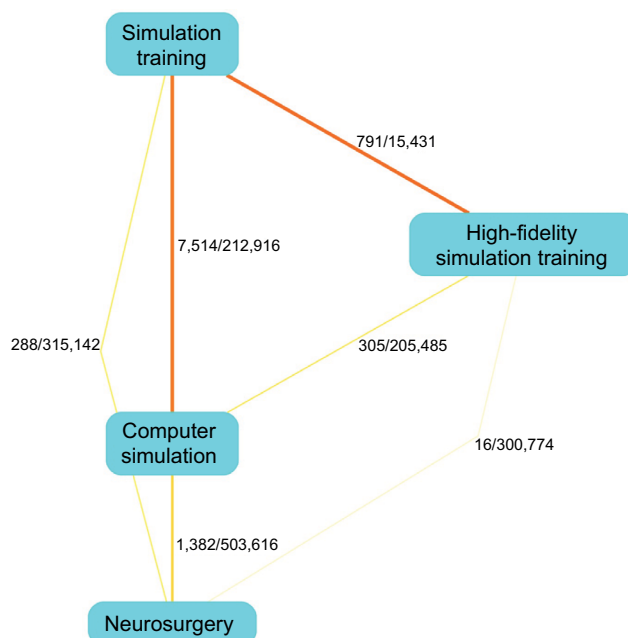 Simulation
training
791/15,431
High-fidelity
simulation training
7,514/212,916
288/315,142
305/205,485
Computer
simulation
16/300,774
1,382/503,616
Neurosurgery